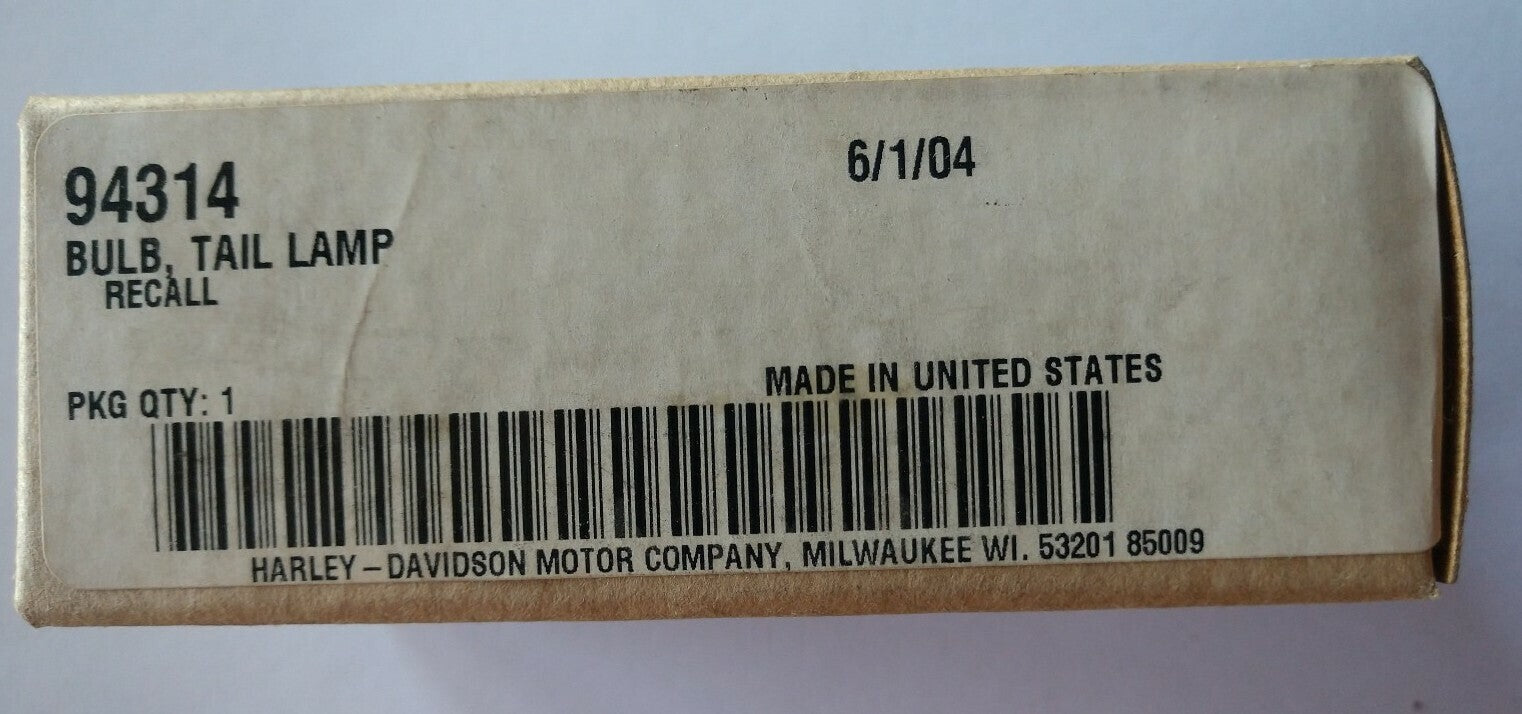 6/1/04
94314
BULB, TAIL LAMP
RECALL
MADE IN UNITED STATES
PKG QTY: 1
HARLEY-DAVIDSON MOTOR COMPANY, MILWAUKEE WI. 53201 85009